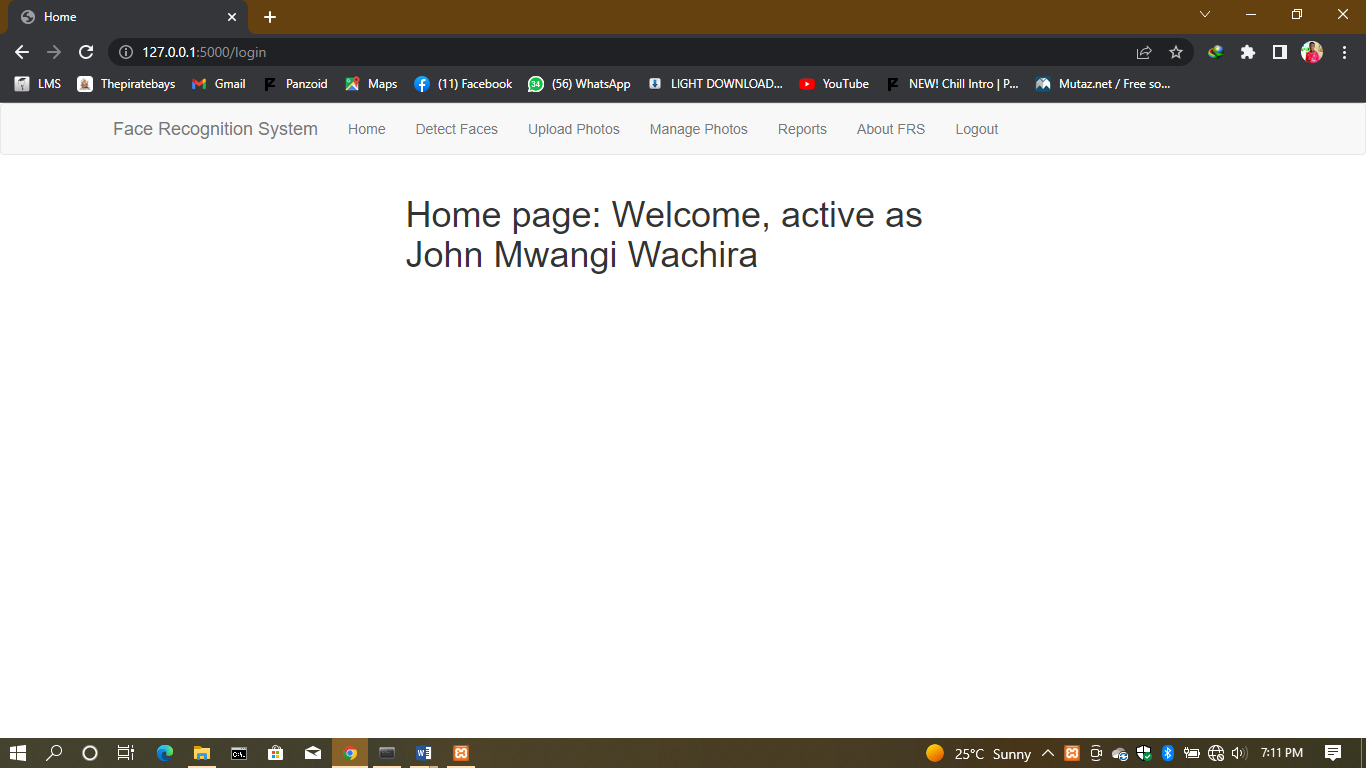 Home
127.0.0.1:5000/login
LMS Thepiratebays Gmail Panzoid Maps (11) Facebook 34 (56) WhatsApp LIGHT DOWNLOAD... YouTube NEW! Chill Intro | P... Mutaz.net / Free so...
Face Recognition System Home Detect Faces Upload Photos Manage Photos Reports About FRS Logout
Home page: Welcome, active as
John Mwangi Wachira
25°C Sunny 7:11 PM